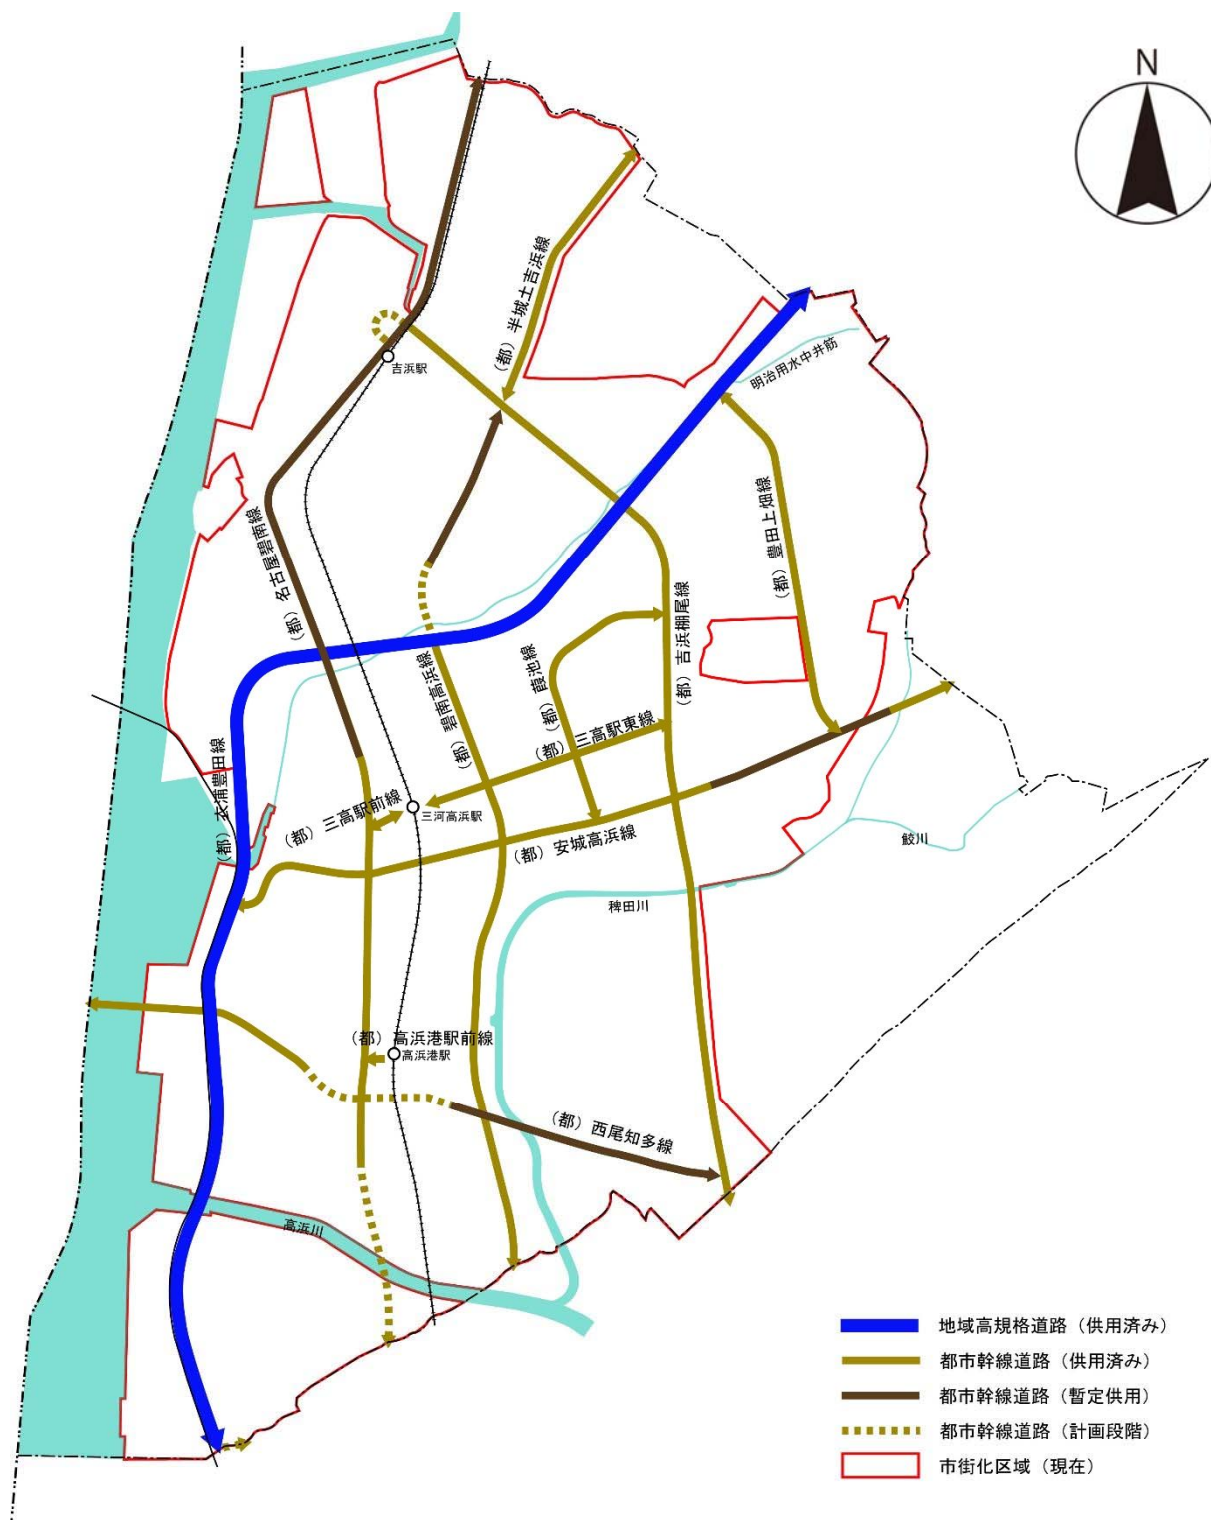 N
(都) 半城土吉浜線
吉浜駅
明治用水中井筋
(都) 豊田上畑線
(都) 名古屋碧南線
(都) 吉浜棚尾線
(都) 葭池線
(都) 碧南高浜線
(都) 三高駅東線
(都) 衣浦豊田線
(都) 三高駅前線
三河高浜駅
(都) 安城高浜線
鮫川
稗田川
(都) 高浜港駅前線
高浜港駅
(都) 西尾知多線
高浜川
地域高規格道路 (供用済み)
都市幹線道路 (供用済み)
都市幹線道路 (暫定供用)
都市幹線道路 (計画段階)
市街化区域 (現在)